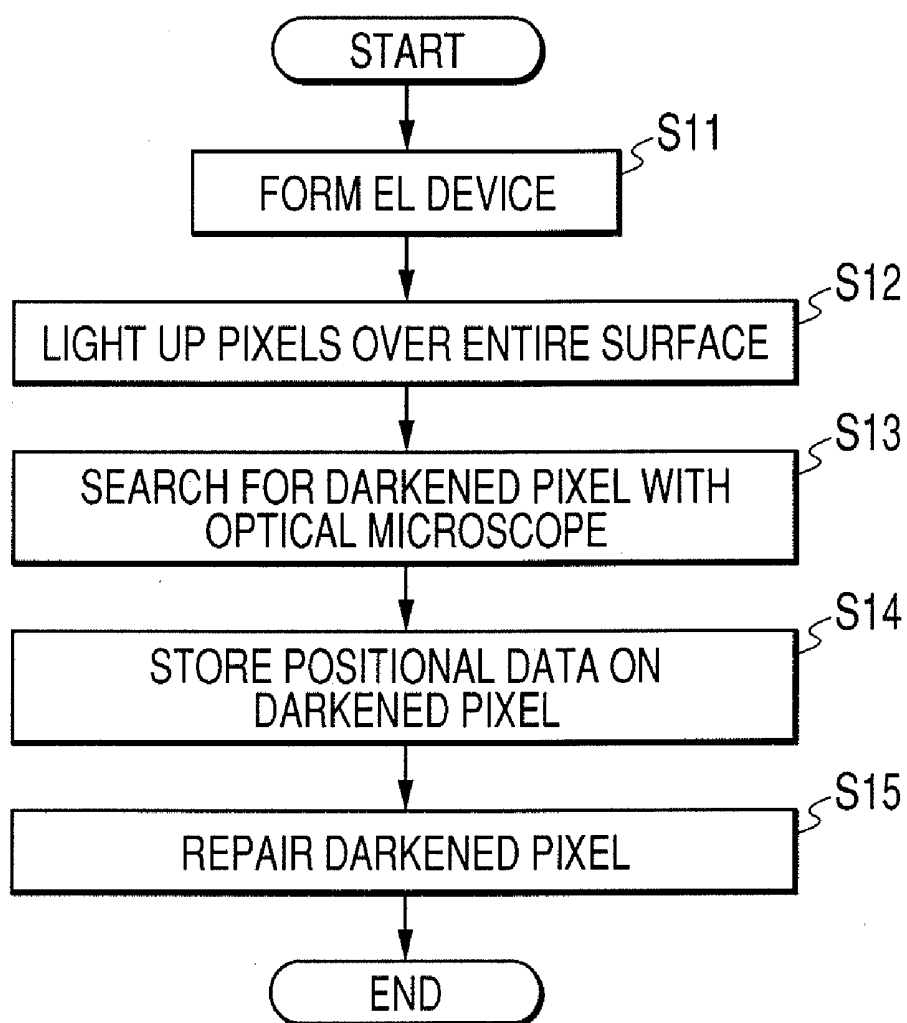 START
S11
FORM EL DEVICE
S12
LIGHT UP PIXELS OVER ENTIRE SURFACE
S13
SEARCH FOR DARKENED PIXEL WITH
OPTICAL MICROSCOPE
S14
STORE POSITIONAL DATA ON
DARKENED PIXEL
S15
REPAIR DARKENED PIXEL
END